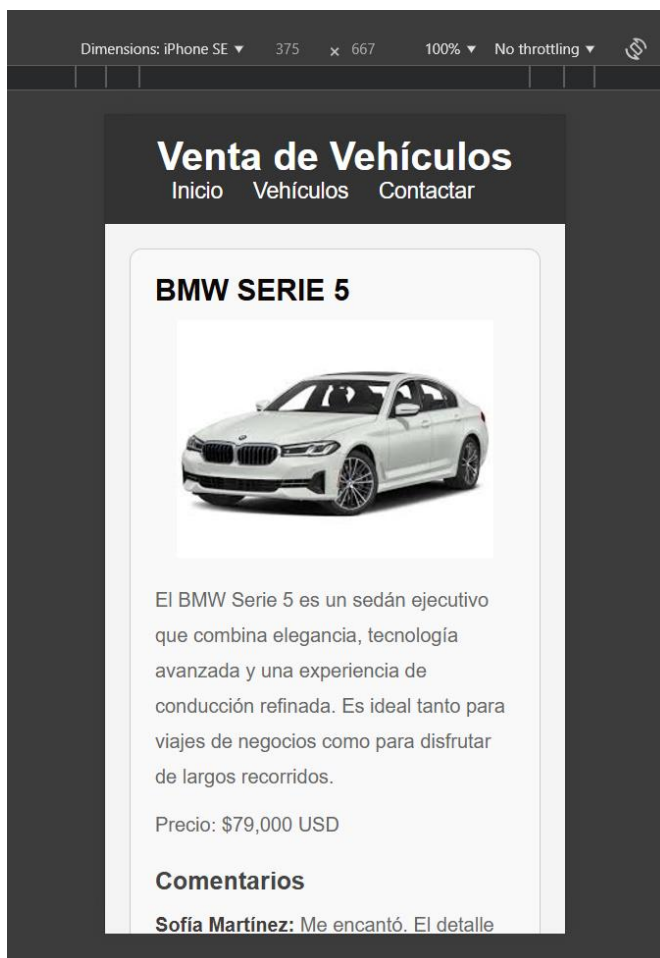 Dimensions: iPhone SE ▼ 375 x 667 100% ▼ No throttling ▼
Venta de Vehículos
Inicio Vehículos Contactar
BMW SERIE 5
El BMW Serie 5 es un sedán ejecutivo
que combina elegancia, tecnología
avanzada y una experiencia de
conducción refinada. Es ideal tanto para
viajes de negocios como para disfrutar
de largos recorridos.
Precio: $79,000 USD
Comentarios
Sofía Martínez: Me encantó. El detalle